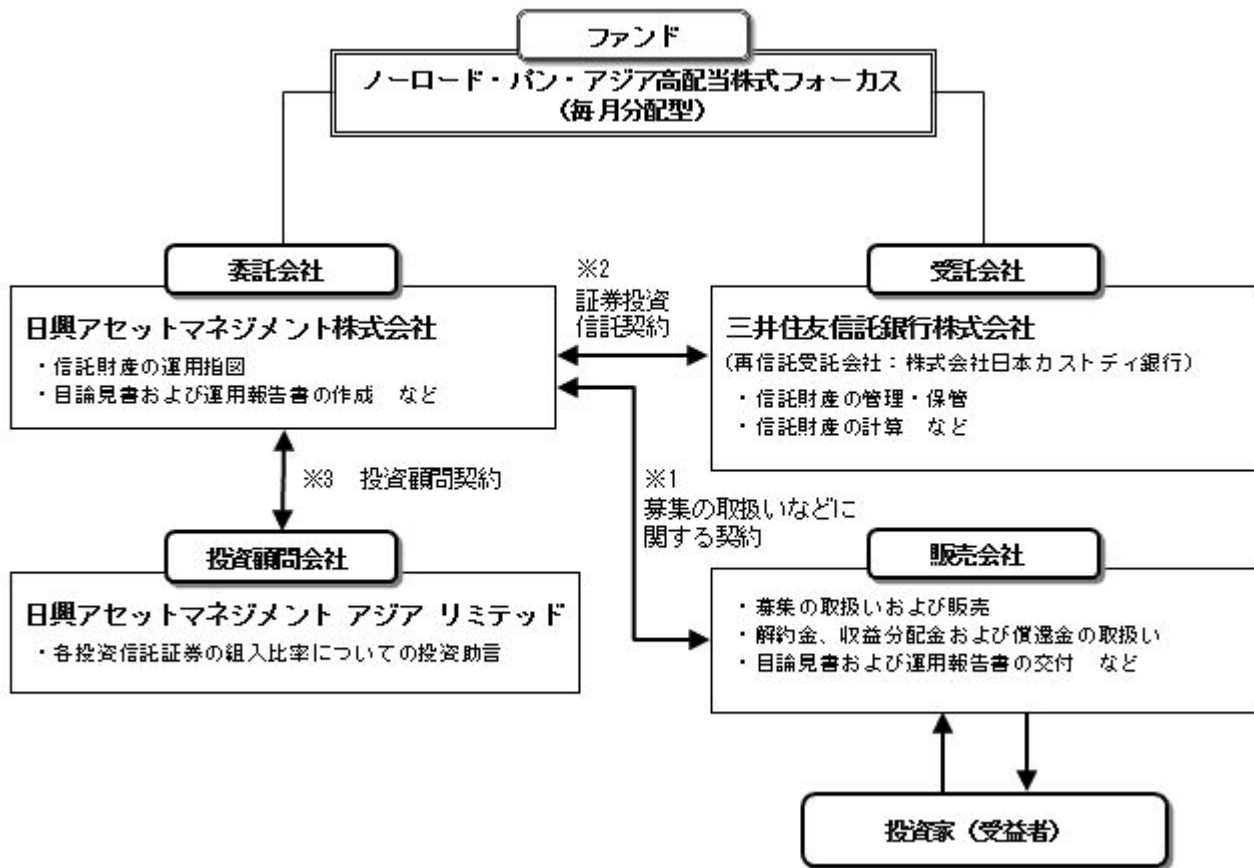 ファンド
ノーロード・パン・アジア高配当株式フォーカス
（毎月分配型）
委託会社
日興アセットマネジメント株式会社
・信託財産の運用指図
・目論見書および運用報告書の作成　など
※2
証券投資
信託契約
受託会社
三井住友信託銀行株式会社
（再信託受託会社：株式会社日本カストディ銀行）
・信託財産の管理・保管
・信託財産の計算　など
※3　投資顧問契約
※1
募集の取扱いなどに
関する契約
投資顧問会社
日興アセットマネジメント アジア リミテッド
・各投資信託証券の組入比率についての投資助言
販売会社
・募集の取扱いおよび販売
・解約金、収益分配金および償還金の取扱い
・目論見書および運用報告書の交付　など
投資家（受益者）